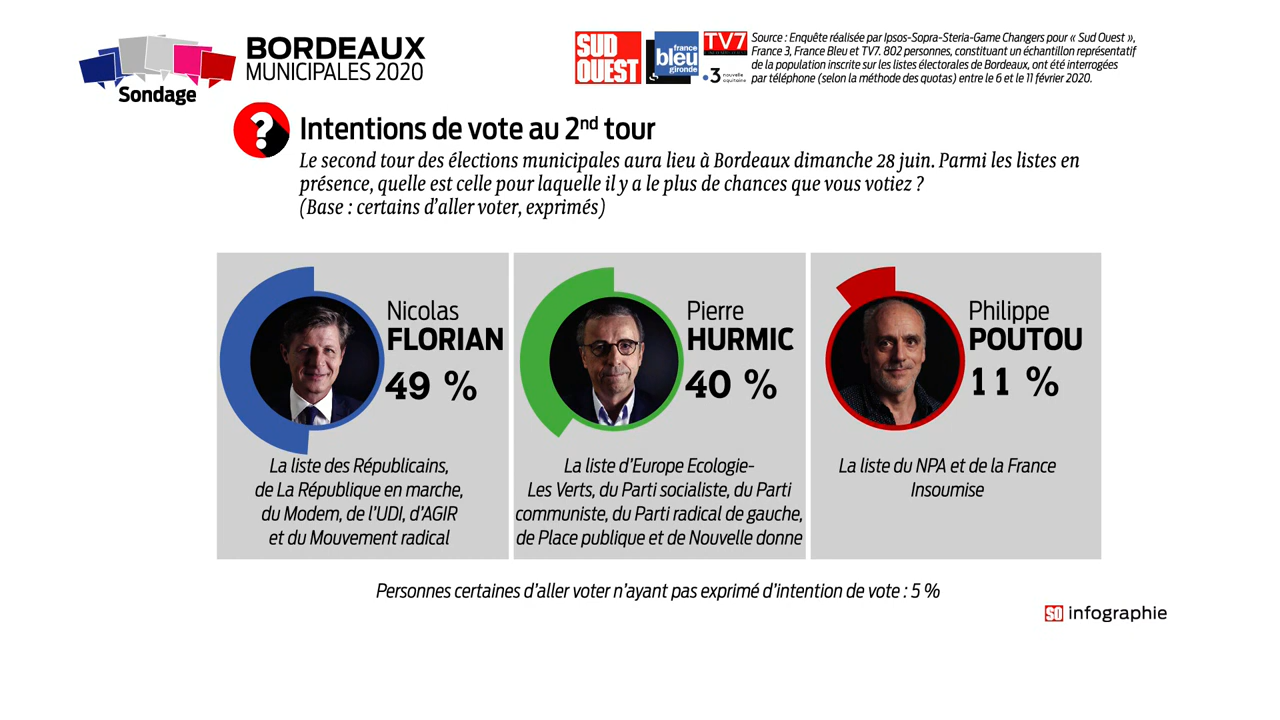 BORDEAUX
MUNICIPALES 2020
Sondage
SUD
OUEST
france
bleu
gironde
TV7
.3 nouvelle
aquitaine
Source : Enquête réalisée par Ipsos-Sopra-Steria-Game Changers pour « Sud Ouest »,
France 3, France Bleu et TV7. 802 personnes, constituant un échantillon représentatif
de la population inscrite sur les listes électorales de Bordeaux, ont été interrogées
par téléphone (selon la méthode des quotas) entre le 6 et le 11 février 2020.
?
Intentions de vote au 2nd tour
Le second tour des élections municipales aura lieu à Bordeaux dimanche 28 juin. Parmi les listes en
présence, quelle est celle pour laquelle il y a le plus de chances que vous votiez ?
(Base : certains d’aller voter, exprimés)
Nicolas
FLORIAN
49 %
La liste des Républicains,
de La République en marche,
du Modem, de l’UDI, d’AGIR
et du Mouvement radical
Pierre
HURMIC
40 %
La liste d’Europe Ecologie-
Les Verts, du Parti socialiste, du Parti
communiste, du Parti radical de gauche,
de Place publique et de Nouvelle donne
Philippe
POUTOU
11 %
La liste du NPA et de la France
Insoumise
Personnes certaines d’aller voter n’ayant pas exprimé d’intention de vote : 5 %
SO infographie